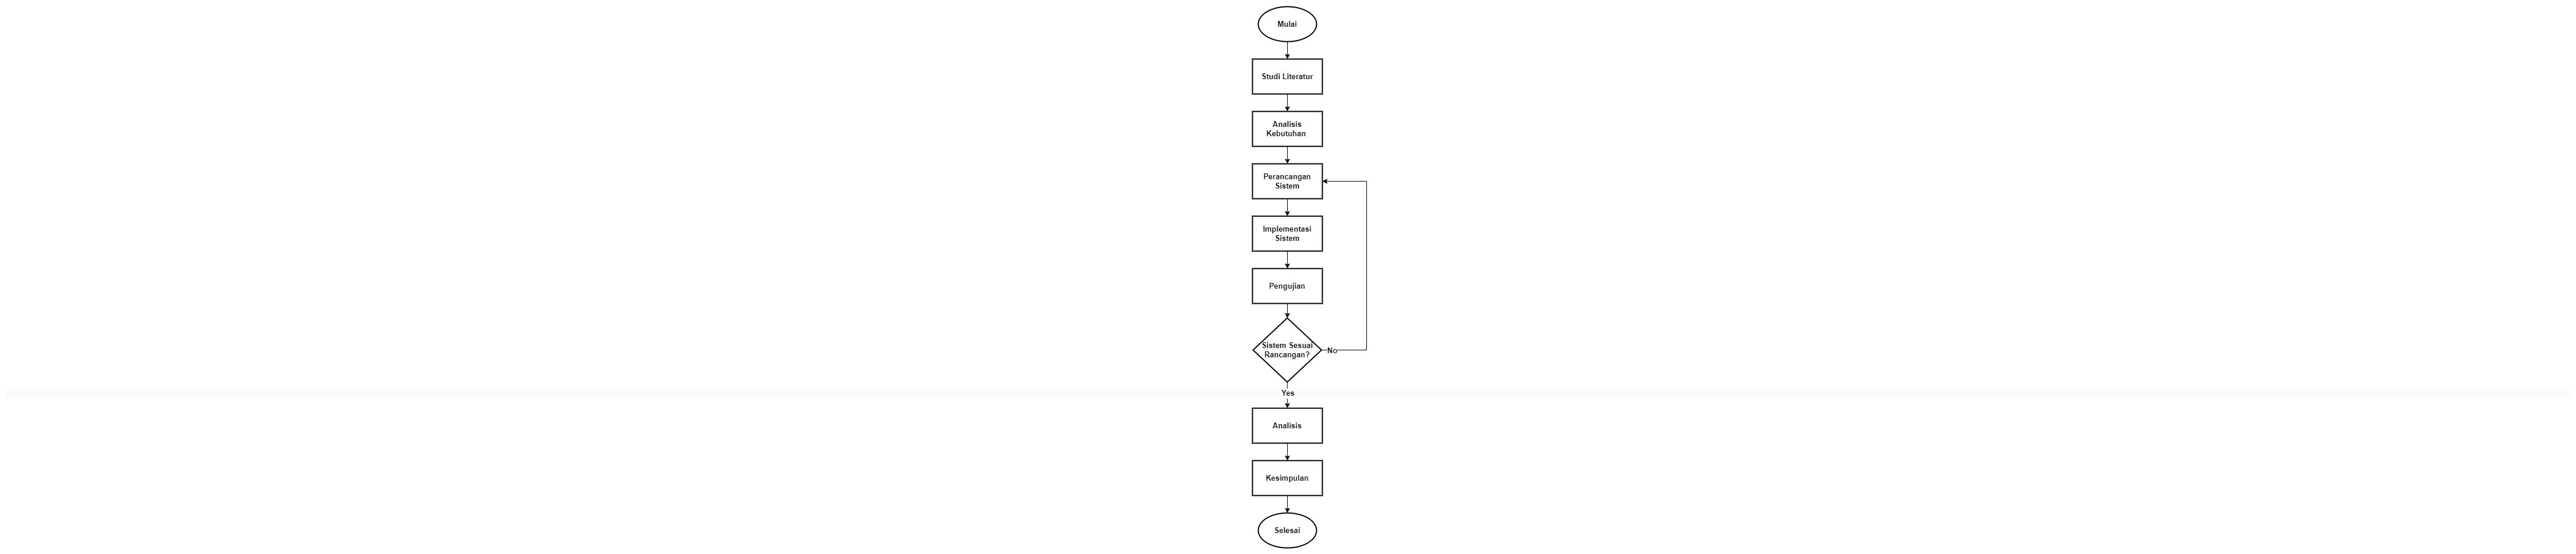 Mulai
Studi Literatur
Analisis
Kebutuhan
Perancangan
Sistem
Implementasi
Sistem
Pengujian
Sistem Sesuai
Rancangan?
No
Yes
Analisis
Kesimpulan
Selesai